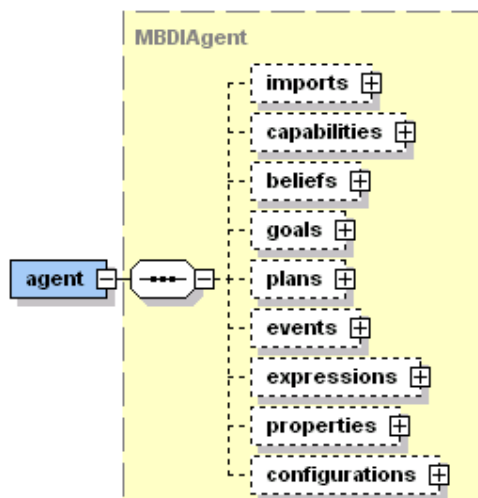 MBDIAgent
imports
capabilities
beliefs
goals
agent
plans
events
expressions
properties
configurations